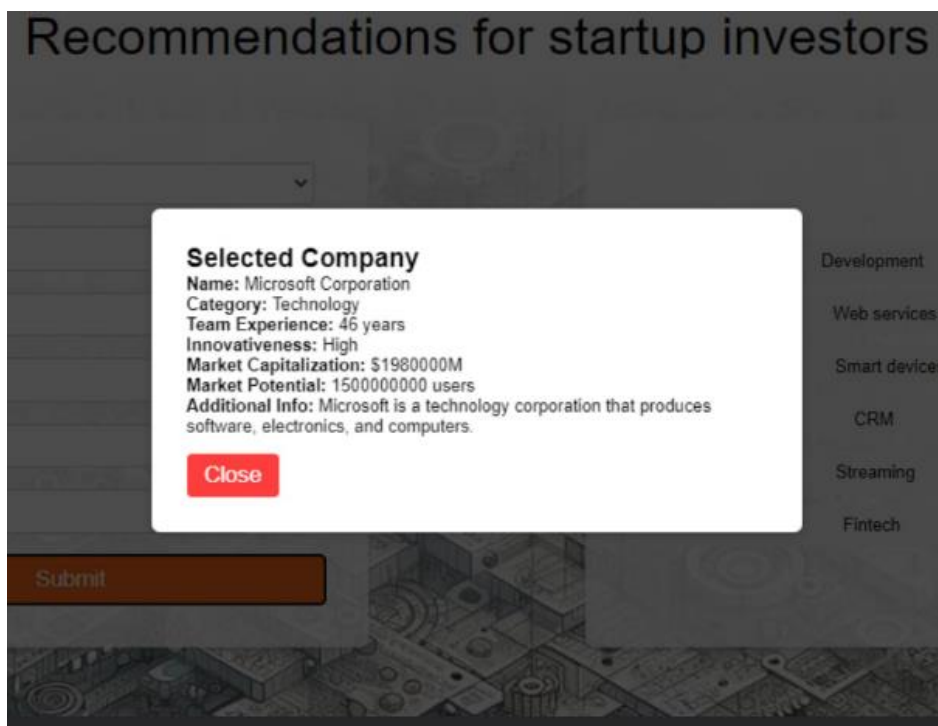 Recommendations for startup investors
Selected Company
Name: Microsoft Corporation
Category: Technology
Team Experience: 46 years
Innovativeness: High
Market Capitalization: $1980000M
Market Potential: 1500000000 users
Additional Info: Microsoft is a technology corporation that produces
software, electronics, and computers.
Close
Development
Web services
Smart device
CRM
Streaming
Fintech
Submit